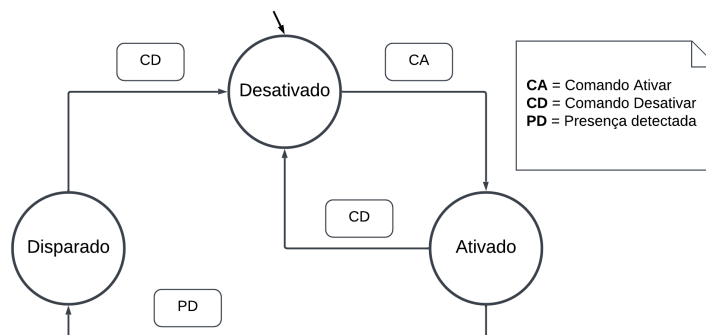 CD
CA
Desativado
CA = Comando Ativar
CD = Comando Desativar
PD = Presença detectada
CD
Disparado
Ativado
PD